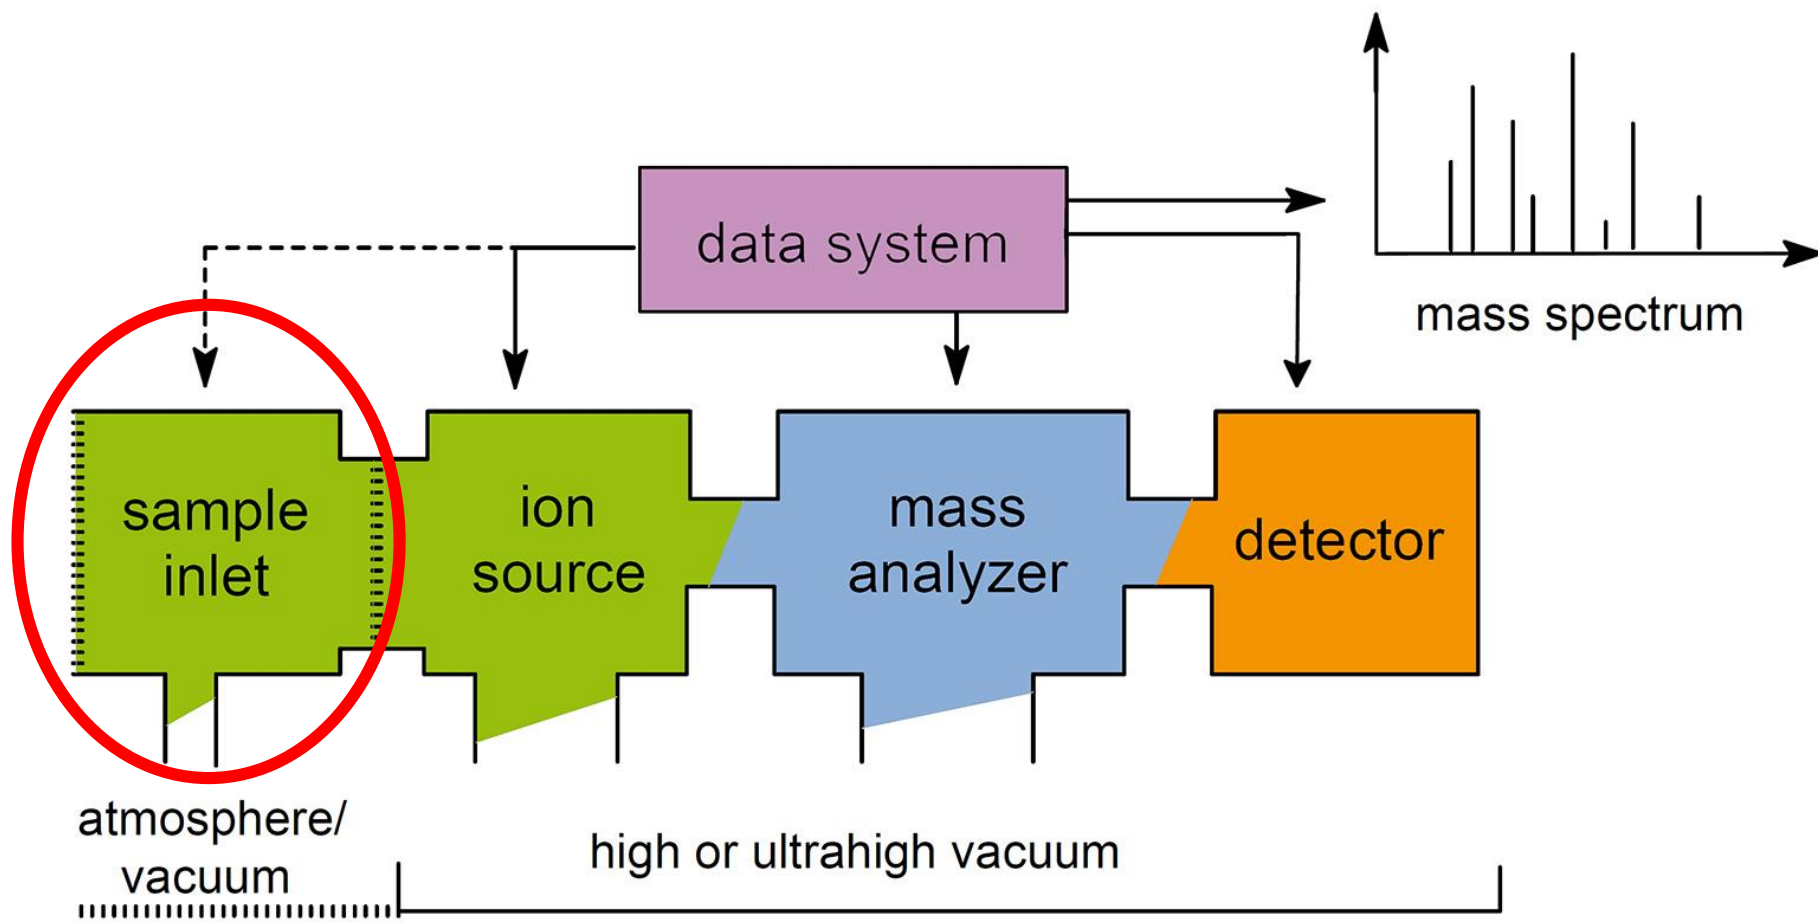 data system
mass spectrum
sample
inlet
ion
source
mass
analyzer
detector
atmosphere/
vacuum
high or ultrahigh vacuum